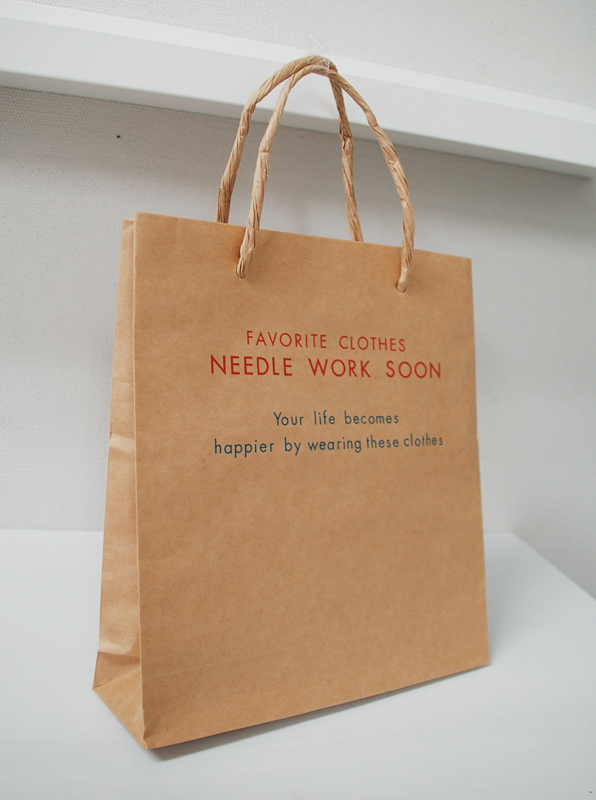 FAVORITE CLOTHES
NEEDLE WORK SOON
Your life becomes
happier by wearing these clothes